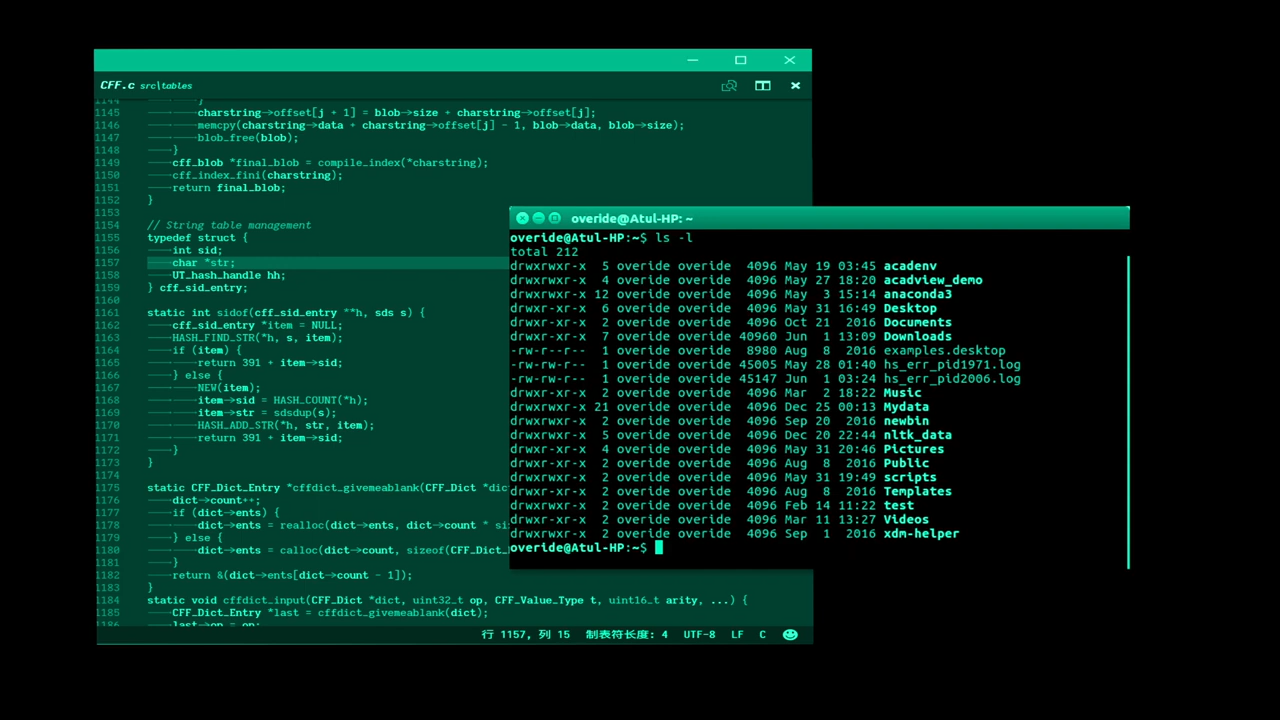 CFF.c src\tables
1144 }
1145 charstring->offset[j + 1] = blob->size + charstring->offset[j];
1146 memcpy(charstring->data + charstring->offset[j] - 1, blob->data, blob->size);
1147 blob_free(blob);
1148 }
1149 cff_blob *final_blob = compile_index(*charstring);
1150 cff_index_fini(charstring);
1151 return final_blob;
1152 }
1153
1154 // String table management
1155 typedef struct {
1156 int sid;
1157 char *str;
1158 UT_hash_handle hh;
1159 } cff_sid_entry;
1160
1161 static int sidof(cff_sid_entry **h, sds s) {
1162 cff_sid_entry *item = NULL;
1163 HASH_FIND_STR(*h, s, item);
1164 if (item) {
1165 return 391 + item->sid;
1166 } else {
1167 NEW(item);
1168 item->sid = HASH_COUNT(*h);
1169 item->str = sdsdup(s);
1170 HASH_ADD_STR(*h, str, item);
1171 return 391 + item->sid;
1172 }
1173 }
1174
1175 static CFF_Dict_Entry *cffdict_givemeablank(CFF_Dict *dic
1176 dict->count++;
1177 if (dict->ents) {
1178 dict->ents = realloc(dict->ents, dict->count * si
1179 } else {
1180 dict->ents = calloc(dict->count, sizeof(CFF_Dict_
1181 }
1182 return &(dict->ents[dict->count - 1]);
1183 }
1184 static void cffdict_input(CFF_Dict *dict, uint32_t op, CFF_Value_Type t, uint16_t arity, ...) {
1185 CFF_Dict_Entry *last = cffdict_givemeablank(dict);
1186 last->op = op;
行 1157, 列 15 制表符长度: 4 UTF-8 LF C
overide@Atul-HP: ~
overide@Atul-HP:~$ ls -l
total 212
drwxrwxr-x 5 overide overide 4096 May 19 03:45 acadenv
drwxrwxr-x 4 overide overide 4096 May 27 18:20 acadview_demo
drwxrwxr-x 12 overide overide 4096 May 3 15:14 anaconda3
drwxr-xr-x 6 overide overide 4096 May 31 16:49 Desktop
drwxr-xr-x 2 overide overide 4096 Oct 21 2016 Documents
drwxr-xr-x 7 overide overide 40960 Jun 1 13:09 Downloads
-rw-r--r-- 1 overide overide 8980 Aug 8 2016 examples.desktop
-rw-rw-r-- 1 overide overide 45005 May 28 01:40 hs_err_pid1971.log
-rw-rw-r-- 1 overide overide 45147 Jun 1 03:24 hs_err_pid2006.log
drwxr-xr-x 2 overide overide 4096 Mar 2 18:22 Music
drwxrwxr-x 21 overide overide 4096 Dec 25 00:13 Mydata
drwxrwxr-x 2 overide overide 4096 Sep 20 2016 newbin
drwxrwxr-x 5 overide overide 4096 Dec 20 22:44 nltk_data
drwxr-xr-x 4 overide overide 4096 May 31 20:46 Pictures
drwxr-xr-x 2 overide overide 4096 Aug 8 2016 Public
drwxrwxr-x 2 overide overide 4096 May 31 19:49 scripts
drwxr-xr-x 2 overide overide 4096 Aug 8 2016 Templates
drwxrwxr-x 2 overide overide 4096 Feb 14 11:22 test
drwxr-xr-x 2 overide overide 4096 Mar 11 13:27 Videos
drwxrwxr-x 2 overide overide 4096 Sep 1 2016 xdm-helper
overide@Atul-HP:~$